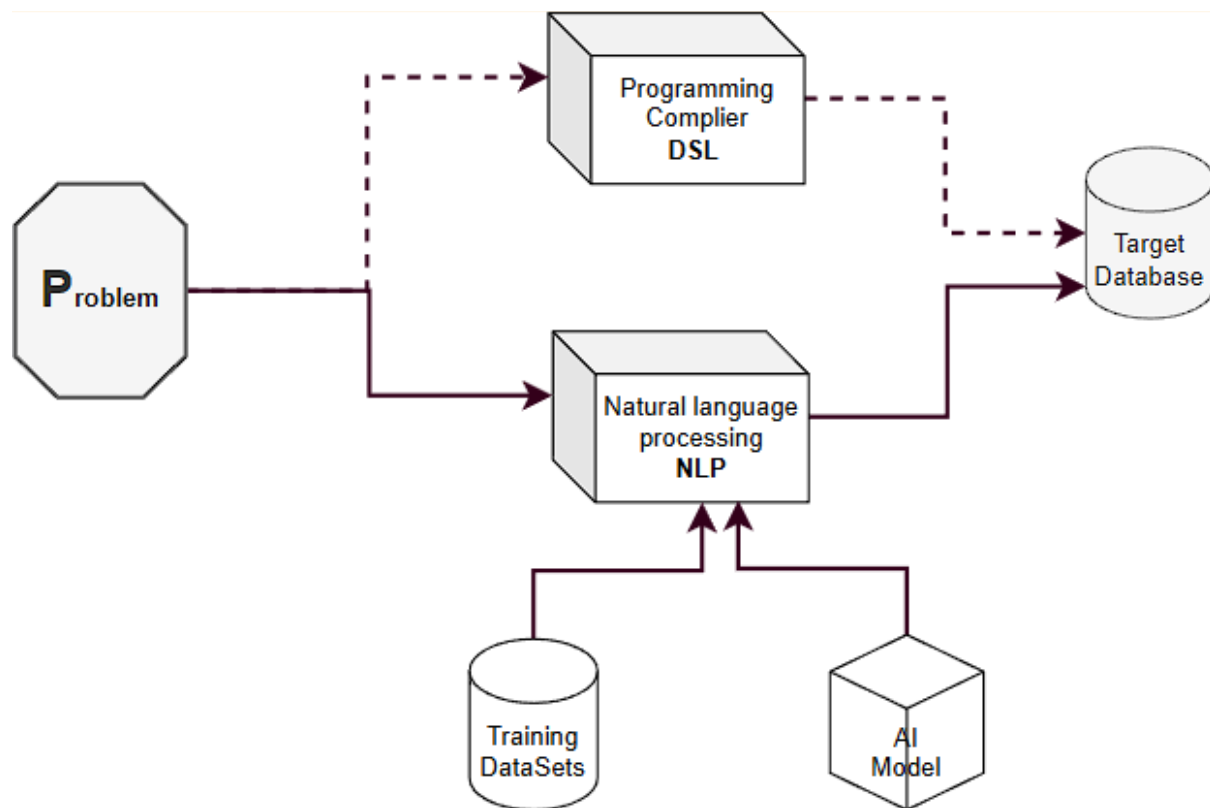 Programming
Complier
DSL
Problem
Target
Database
Natural language
processing
NLP
Training
DataSets
AI
Model